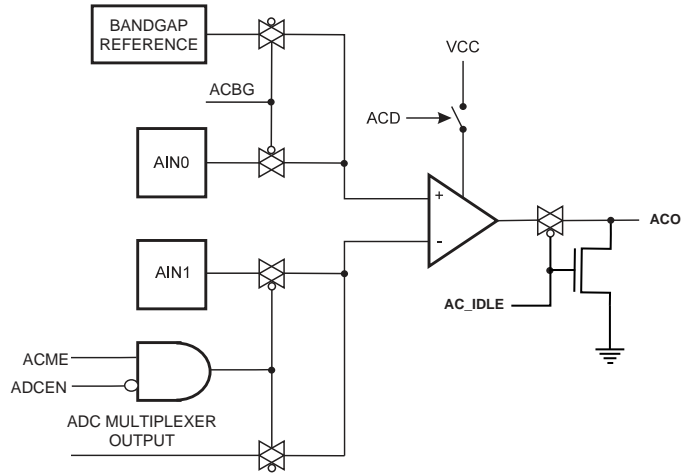 BANDGAP
REFERENCE
VCC
ACBG
ACD
AIN0
+
-
ACO
AIN1
AC_IDLE
ACME
ADCEN
ADC MULTIPLEXER
OUTPUT